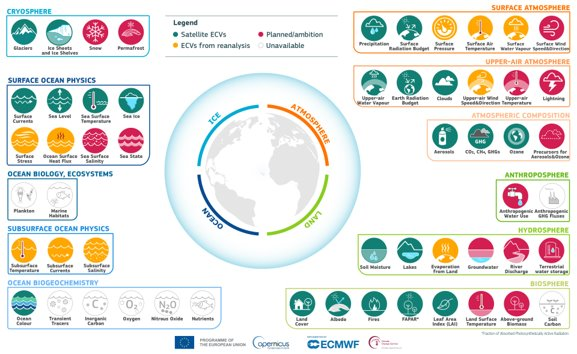 CRYOSPHERE
Glaciers
Ice Sheets
and Ice Shelves
Snow
Permafrost
Legend
Satellite ECVs
ECVs from reanalysis
Planned/ambition
Unavailable
SURFACE ATMOSPHERE
Precipitation
Surface
Radiation Budget
Surface
Pressure
Surface Air
Temperature
Surface
Water Vapour
Surface Wind
Speed&Direction
SURFACE OCEAN PHYSICS
Surface
Currents
Sea Level
Sea Surface
Temperature
Sea Ice
Surface
Stress
Ocean Surface
Heat Flux
Sea Surface
Salinity
Sea State
UPPER-AIR ATMOSPHERE
Upper-air
Water Vapour
Earth Radiation
Budget
Clouds
Upper-air Wind
Speed&Direction
Upper-air
Temperature
Lightning
ICE
ATMOSPHERE
OCEAN
LAND
ATMOSPHERIC COMPOSITION
Aerosols
GHG
CO₂, CH₄, GHGs
Ozone
Precursors for
Aerosols&Ozone
OCEAN BIOLOGY, ECOSYSTEMS
Plankton
Marine
Habitats
ANTHROPOSPHERE
Anthropogenic
Water Use
Anthropogenic
GHG Fluxes
SUBSURFACE OCEAN PHYSICS
Subsurface
Temperature
Subsurface
Currents
Subsurface
Salinity
HYDROSPHERE
Soil Moisture
Lakes
Evaporation
from Land
Groundwater
River
Discharge
Terrestrial
water storage
OCEAN BIOGEOCHEMISTRY
Ocean
Colour
Transient
Tracers
C
Inorganic
Carbon
O₂
Oxygen
N₂O
Nitrous Oxide
Nutrients
BIOSPHERE
Land
Cover
Albedo
Fires
FAPAR*
Leaf Area
Index (LAI)
Land Surface
Temperature
Above-ground
Biomass
C
Soil
Carbon
PROGRAMME OF
THE EUROPEAN UNION
opernicus
ECMWF